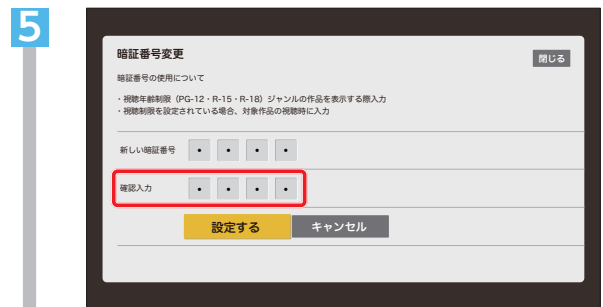 5
暗証番号変更
閉じる
暗証番号の使用について
・視聴年齢制限（PG-12・R-15・R-18）ジャンルの作品を表示する際入力
・視聴制限を設定されている場合、対象作品の視聴時に入力
新しい暗証番号 • • • •
確認入力 • • • •
設定する キャンセル